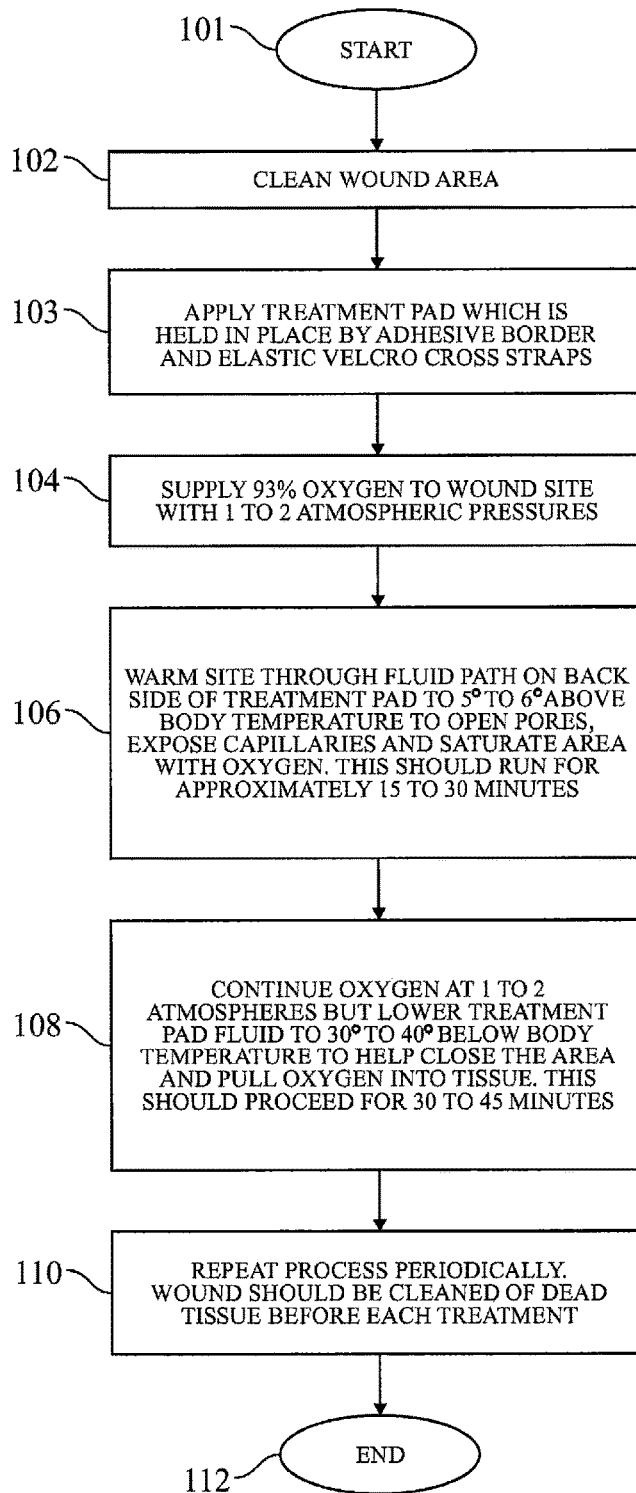 101
START
102
CLEAN WOUND AREA
103
APPLY TREATMENT PAD WHICH IS
HELD IN PLACE BY ADHESIVE BORDER
AND ELASTIC VELCRO CROSS STRAPS
104
SUPPLY 93% OXYGEN TO WOUND SITE
WITH 1 TO 2 ATMOSPHERIC PRESSURES
106
WARM SITE THROUGH FLUID PATH ON BACK
SIDE OF TREATMENT PAD TO 5° TO 6° ABOVE
BODY TEMPERATURE TO OPEN PORES,
EXPOSE CAPILLARIES AND SATURATE AREA
WITH OXYGEN. THIS SHOULD RUN FOR
APPROXIMATELY 15 TO 30 MINUTES
108
CONTINUE OXYGEN AT 1 TO 2
ATMOSPHERES BUT LOWER TREATMENT
PAD FLUID TO 30° TO 40° BELOW BODY
TEMPERATURE TO HELP CLOSE THE AREA
AND PULL OXYGEN INTO TISSUE. THIS
SHOULD PROCEED FOR 30 TO 45 MINUTES
110
REPEAT PROCESS PERIODICALLY.
WOUND SHOULD BE CLEANED OF DEAD
TISSUE BEFORE EACH TREATMENT
END
112